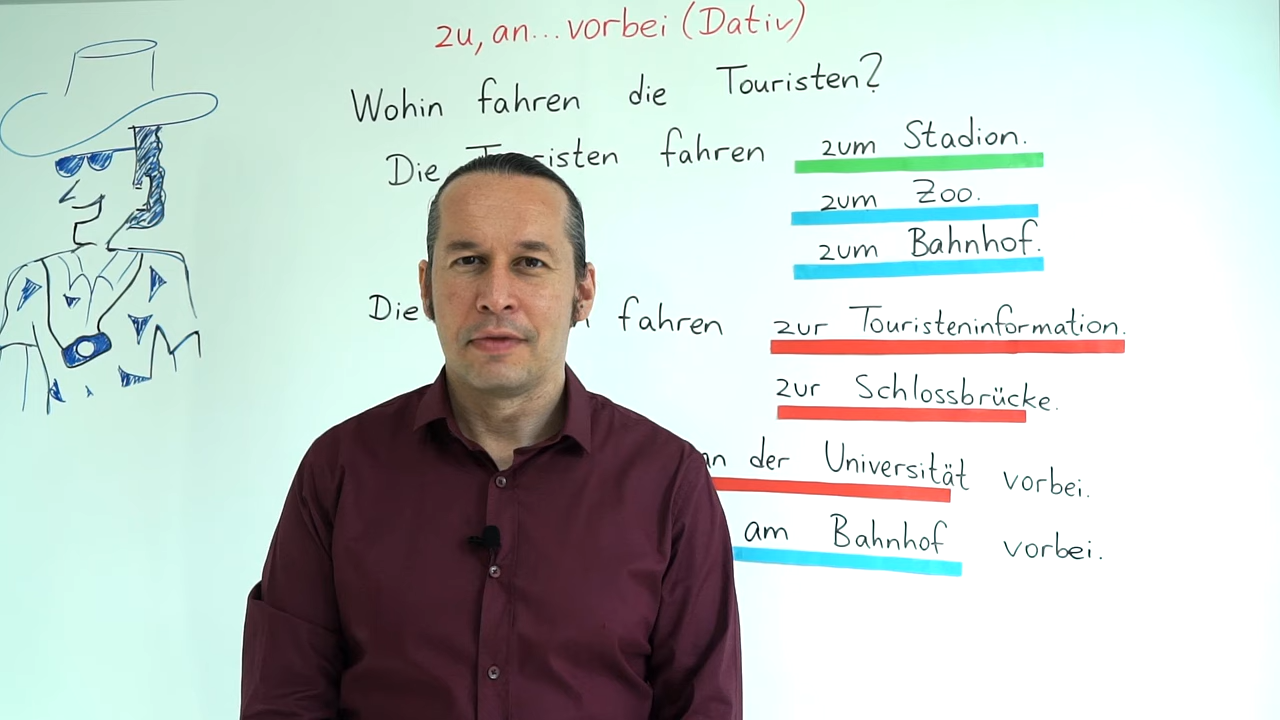 zu, an... vorbei (Dativ)
Wohin fahren die Touristen?
Die Touristen fahren zum Stadion.
zum Zoo.
zum Bahnhof.
Die fahren zur Touristeninformation.
zur Schlossbrücke.
an der Universität vorbei.
am Bahnhof vorbei.